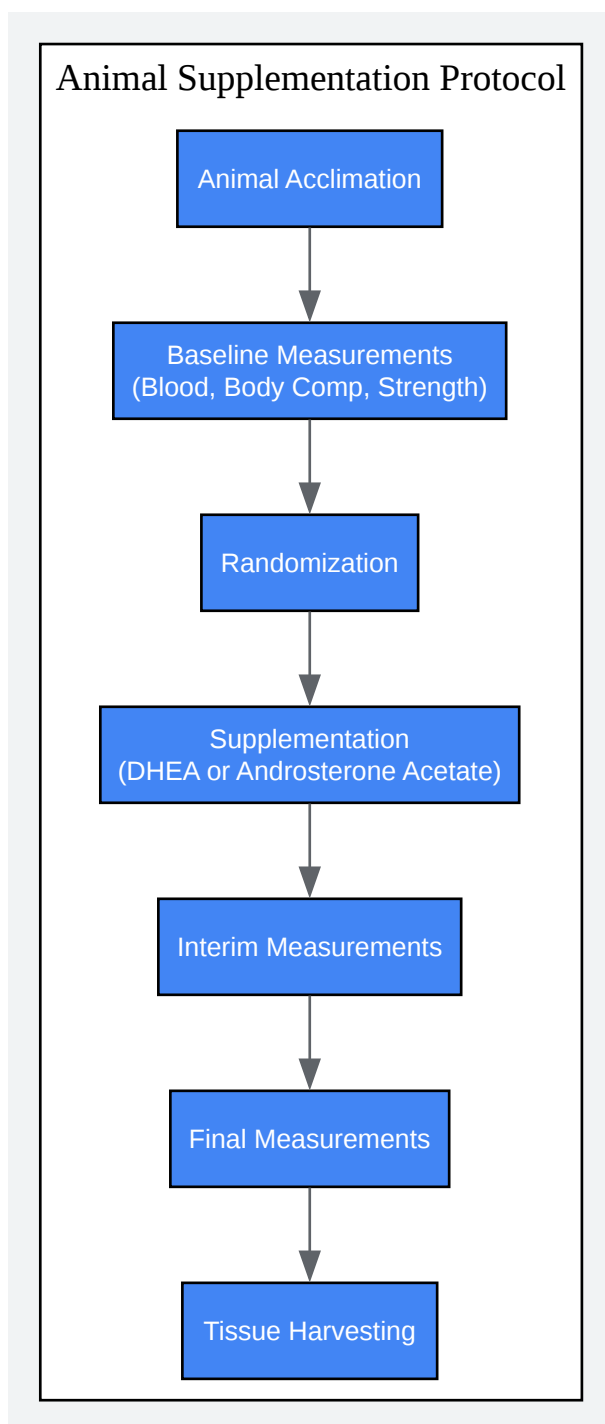 Animal Supplementation Protocol
Animal Acclimation
Baseline Measurements
(Blood, Body Comp, Strength)
Randomization
Supplementation
(DHEA or Androsterone Acetate)
Interim Measurements
Final Measurements
Tissue Harvesting